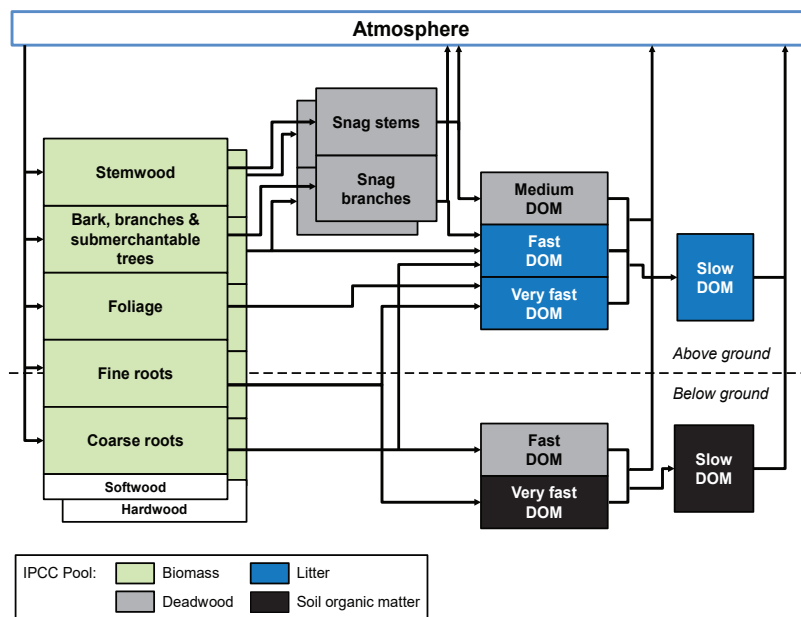 Atmosphere
Snag stems
Snag
branches
Stemwood
Bark, branches &
submerchantable
trees
Foliage
Fine roots
Coarse roots
Softwood
Hardwood
Medium
DOM
Fast
DOM
Very fast
DOM
Slow
DOM
Above ground
Below ground
Fast
DOM
Very fast
DOM
Slow
DOM
IPCC Pool:
Biomass
Litter
Deadwood
Soil organic matter